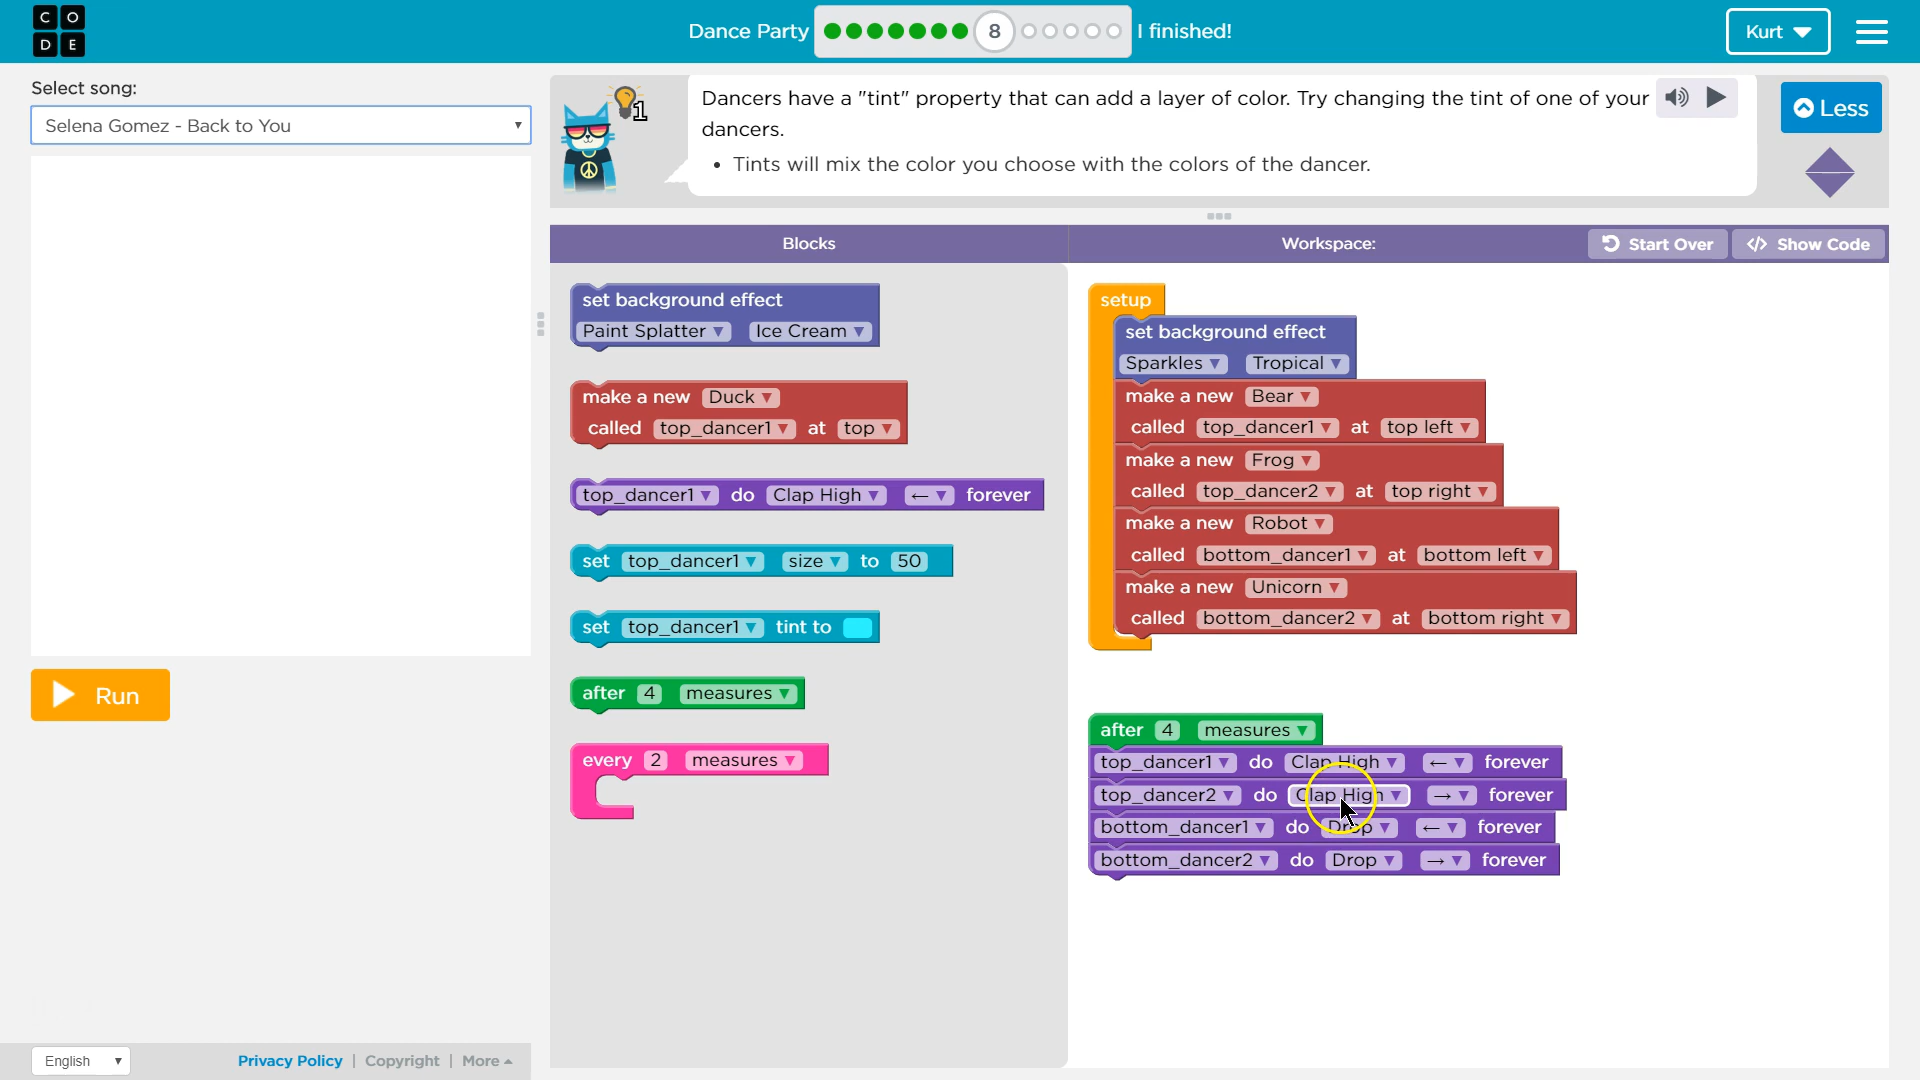 C O
D E
Dance Party
8
I finished!
Kurt
Select song:
Selena Gomez - Back to You
1
Dancers have a "tint" property that can add a layer of color. Try changing the tint of one of your
dancers.
• Tints will mix the color you choose with the colors of the dancer.
Less
Blocks
Workspace:
Start Over
</> Show Code
set background effect
Paint Splatter Ice Cream
make a new Duck
called top_dancer1 at top
top_dancer1 do Clap High ← forever
set top_dancer1 size to 50
set top_dancer1 tint to
after 4 measures
every 2 measures
setup
set background effect
Sparkles Tropical
make a new Bear
called top_dancer1 at top left
make a new Frog
called top_dancer2 at top right
make a new Robot
called bottom_dancer1 at bottom left
make a new Unicorn
called bottom_dancer2 at bottom right
after 4 measures
top_dancer1 do Clap High ← forever
top_dancer2 do Clap High → forever
bottom_dancer1 do Drop ← forever
bottom_dancer2 do Drop → forever
Run
English
Privacy Policy | Copyright | More